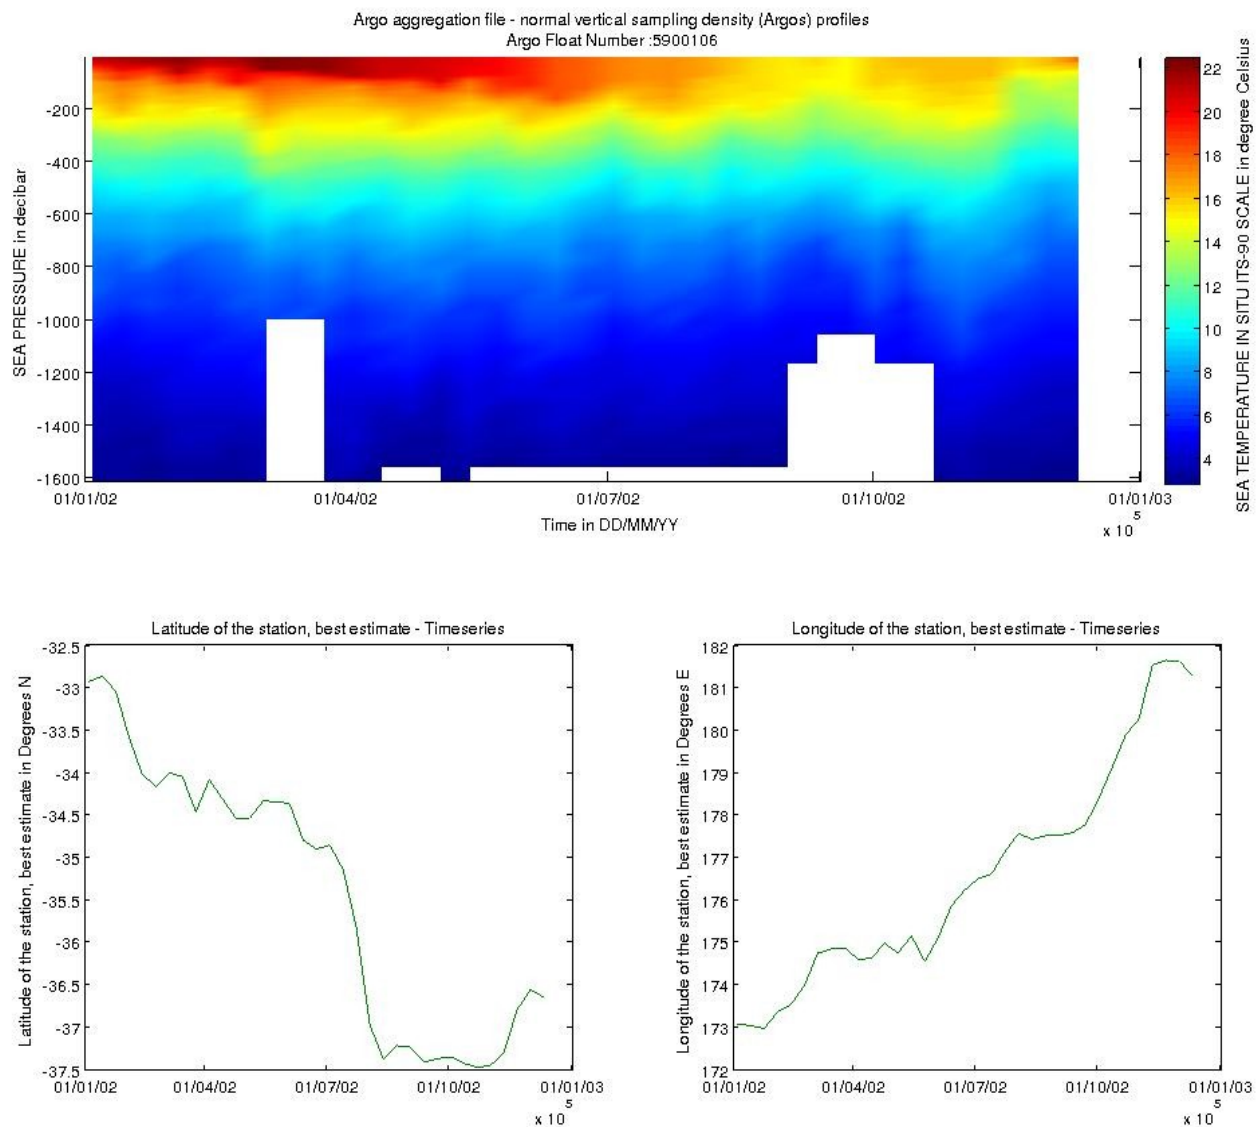 Argo aggregation file - normal vertical sampling density (Argos) profiles
Argo Float Number :5900106
SEA PRESSURE in decibar
-200
-400
-600
-800
-1000
-1200
-1400
-1600
01/01/02 01/04/02 01/07/02 01/10/02 01/01/03
Time in DD/MM/YY
x 10 5
22
20
18
16
14
12
10
8
6
4
SEA TEMPERATURE IN SITU ITS-90 SCALE in degree Celsius
Latitude of the station, best estimate - Timeseries
Latitude of the station, best estimate in Degrees N
-32.5
-33
-33.5
-34
-34.5
-35
-35.5
-36
-36.5
-37
-37.5
01/01/02 01/04/02 01/07/02 01/10/02 01/01/03
x 10 5
Longitude of the station, best estimate - Timeseries
Longitude of the station, best estimate in Degrees E
182
181
180
179
178
177
176
175
174
173
172
01/01/02 01/04/02 01/07/02 01/10/02 01/01/03
x 10 5